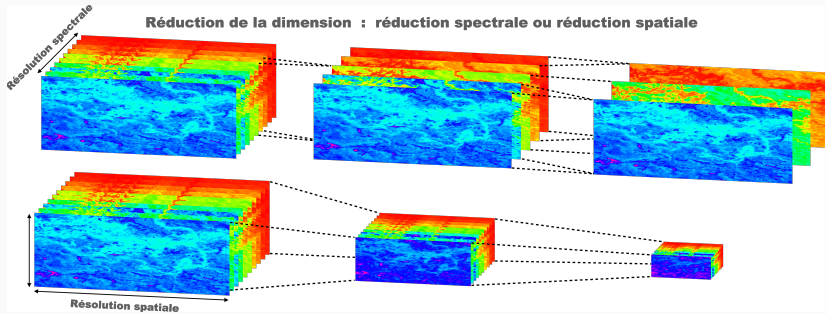 Réduction de la dimension : réduction spectrale ou réduction spatiale
Résolution spectrale
Résolution spatiale